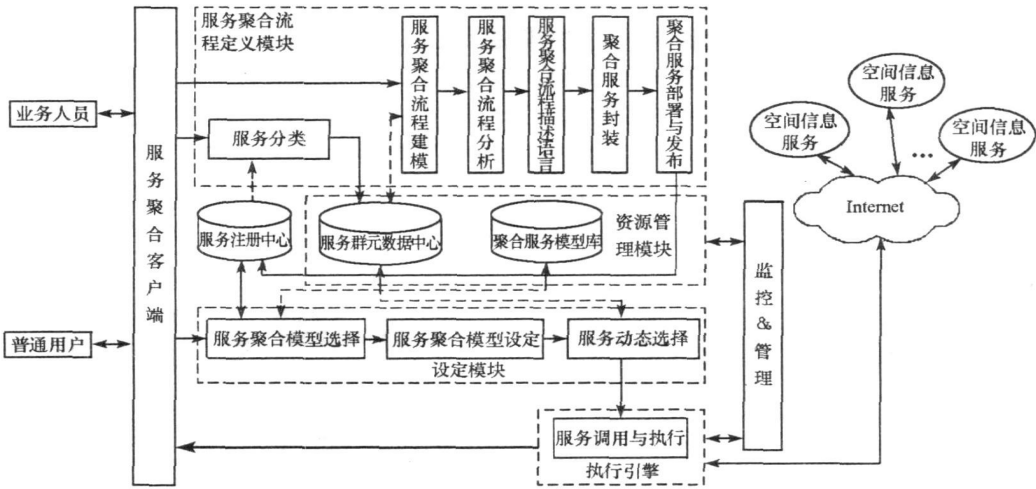 服务聚合流
程定义模块
服务聚合流程建模
服务聚合流程分析
服务聚合流程描述语言
聚合服务封装
聚合服务部署与发布
服务分类
业务人员
普通用户
服务聚合客户端
服务注册中心
服务群元数据中心
聚合服务模型库
资源管
理模块
服务聚合模型选择
服务聚合模型设定
服务动态选择
设定模块
服务调用与执行
执行引擎
监控&管理
空间信息
服务
空间信息
服务
空间信息
服务
…
Internet